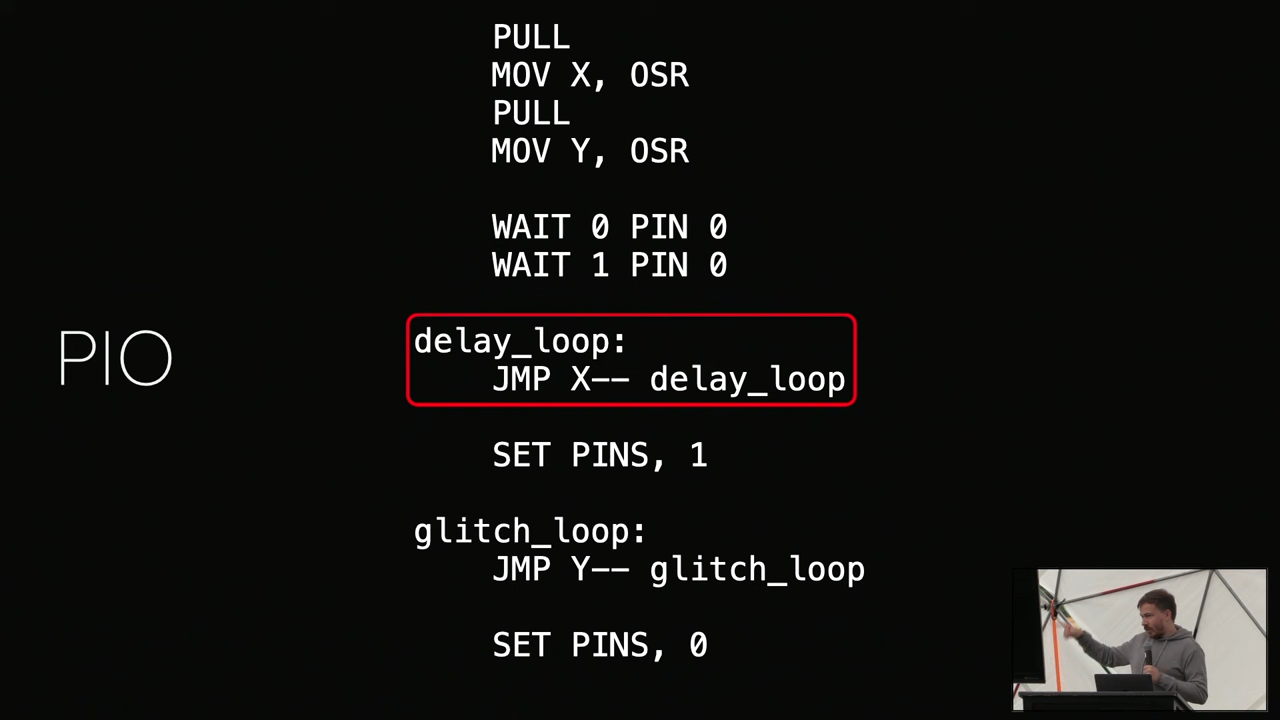 PULL
MOV X, OSR
PULL
MOV Y, OSR
WAIT 0 PIN 0
WAIT 1 PIN 0
PIO
delay_loop:
JMP X-- delay_loop
SET PINS, 1
glitch_loop:
JMP Y-- glitch_loop
SET PINS, 0